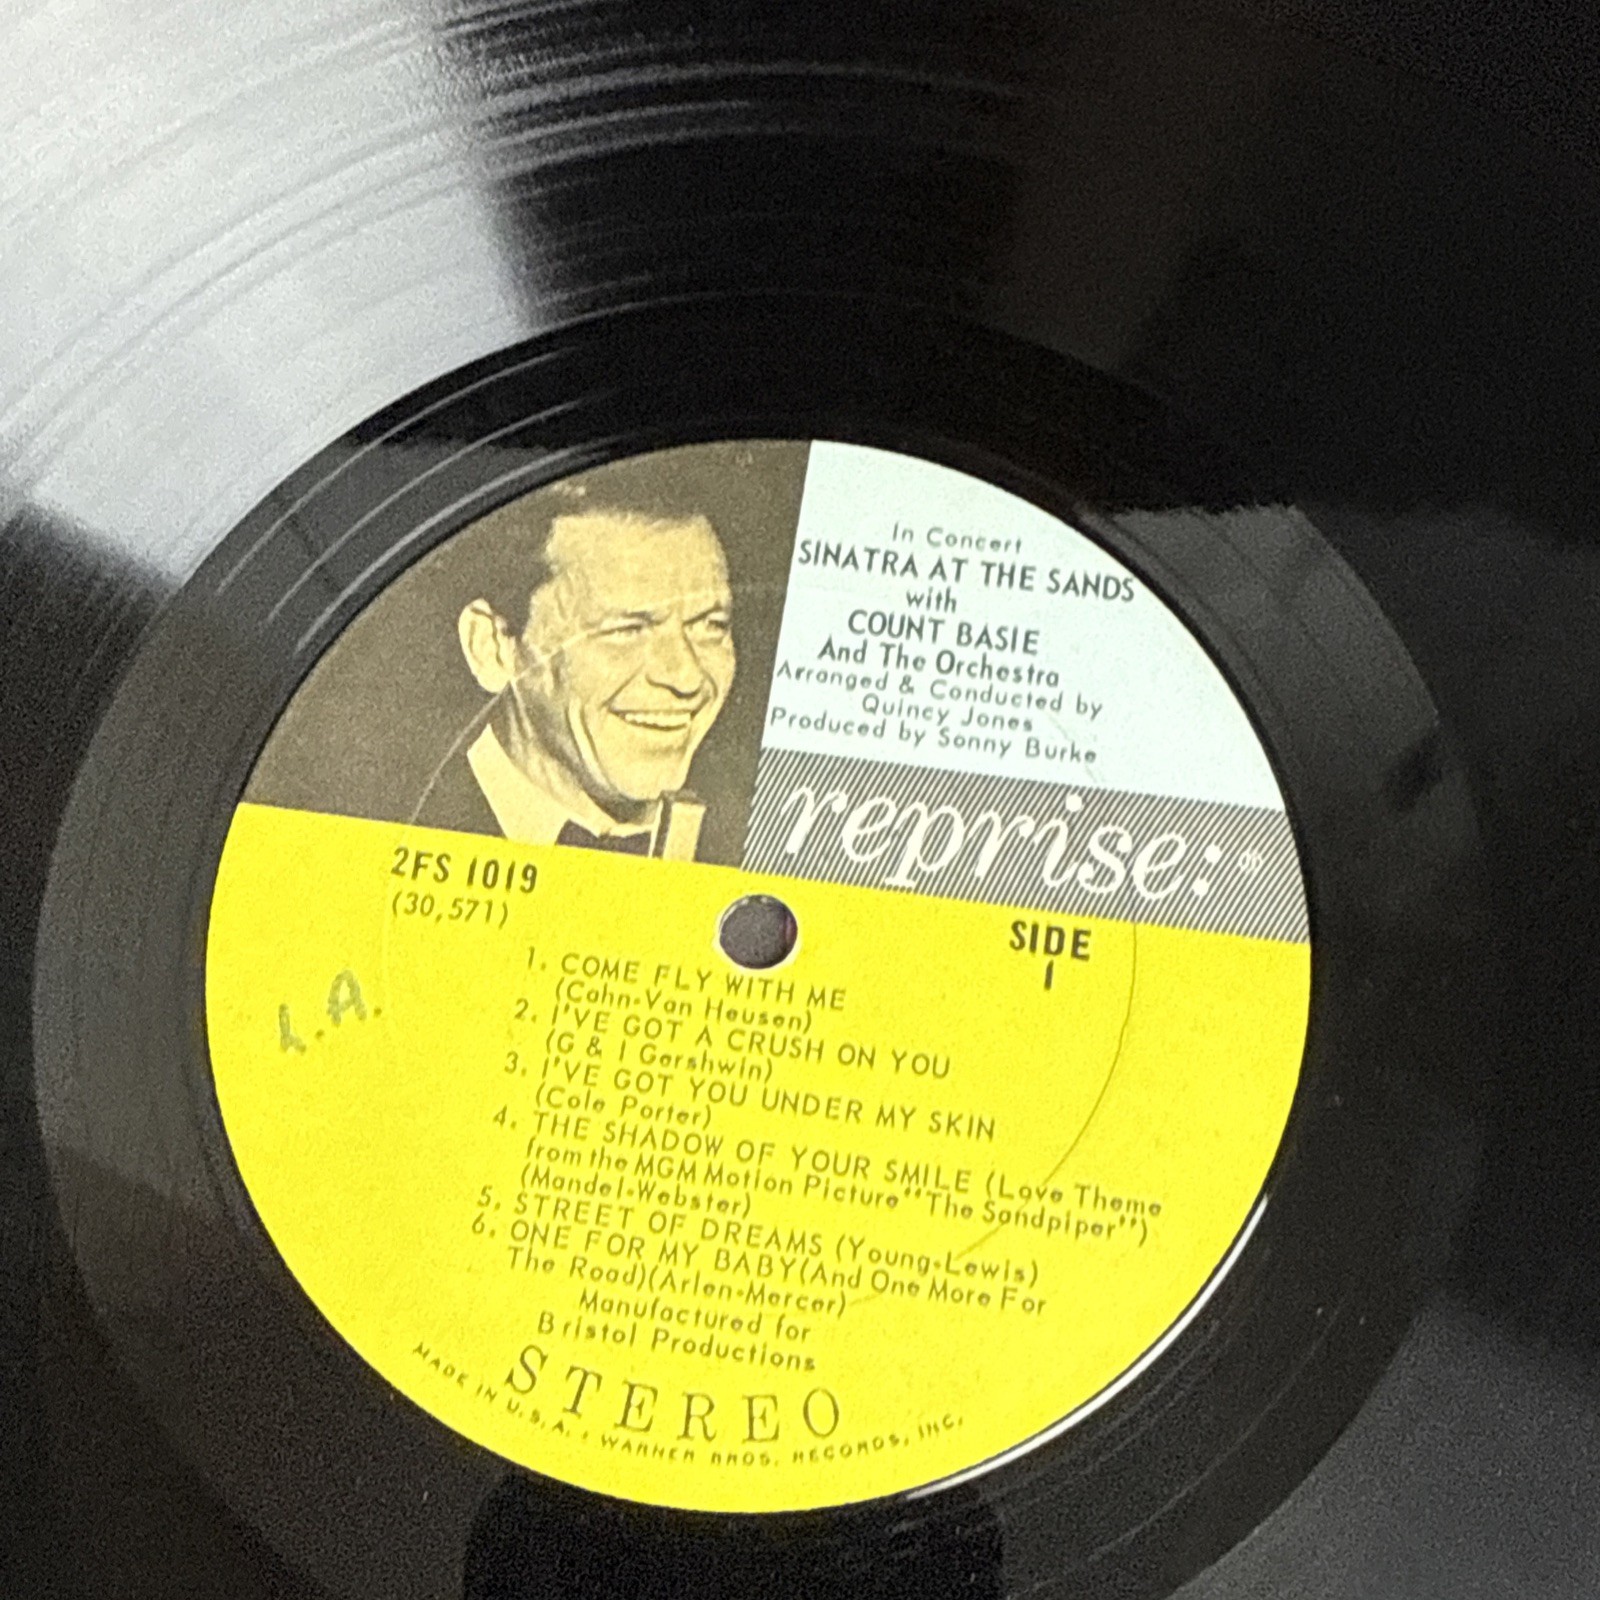 In Concert
SINATRA AT THE SANDS
with
COUNT BASIE
And The Orchestra
Arranged & Conducted by
Quincy Jones
Produced by Sonny Burke
reprise:
2FS 1019
(30,571)
SIDE
1
L.A.
1. COME FLY WITH ME
(Cahn-Van Heusen)
2. I'VE GOT A CRUSH ON YOU
(G & I Gershwin)
3. I'VE GOT YOU UNDER MY SKIN
(Cole Porter)
4. THE SHADOW OF YOUR SMILE (Love Theme
from the MGM Motion Picture "The Sandpiper")
(Mandel-Webster)
5. STREET OF DREAMS (Young-Lewis)
6. ONE FOR MY BABY(And One More For
The Road)(Arlen-Mercer)
Manufactured for
Bristol Productions
STEREO
MADE IN U.S.A. , WARNER BROS. RECORDS, INC.